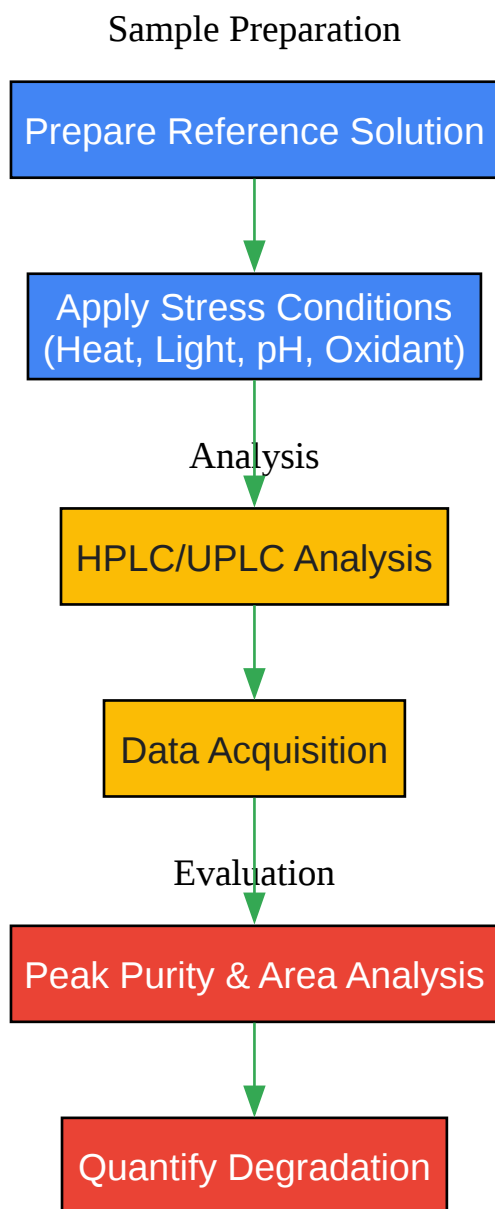 Sample Preparation
Prepare Reference Solution
Apply Stress Conditions
(Heat, Light, pH, Oxidant)
Analysis
HPLC/UPLC Analysis
Data Acquisition
Evaluation
Peak Purity & Area Analysis
Quantify Degradation